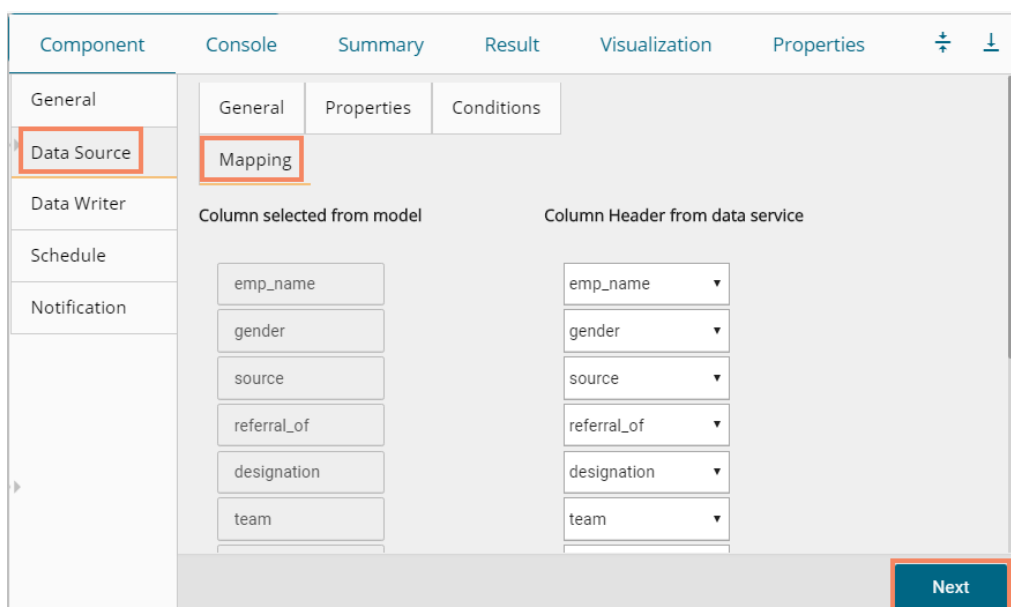 Component Console Summary Result Visualization Properties
General
Data Source
Data Writer
Schedule
Notification
General Properties Conditions
Mapping
Column selected from model Column Header from data service
emp_name emp_name
gender gender
source source
referral_of referral_of
designation designation
team team
Next